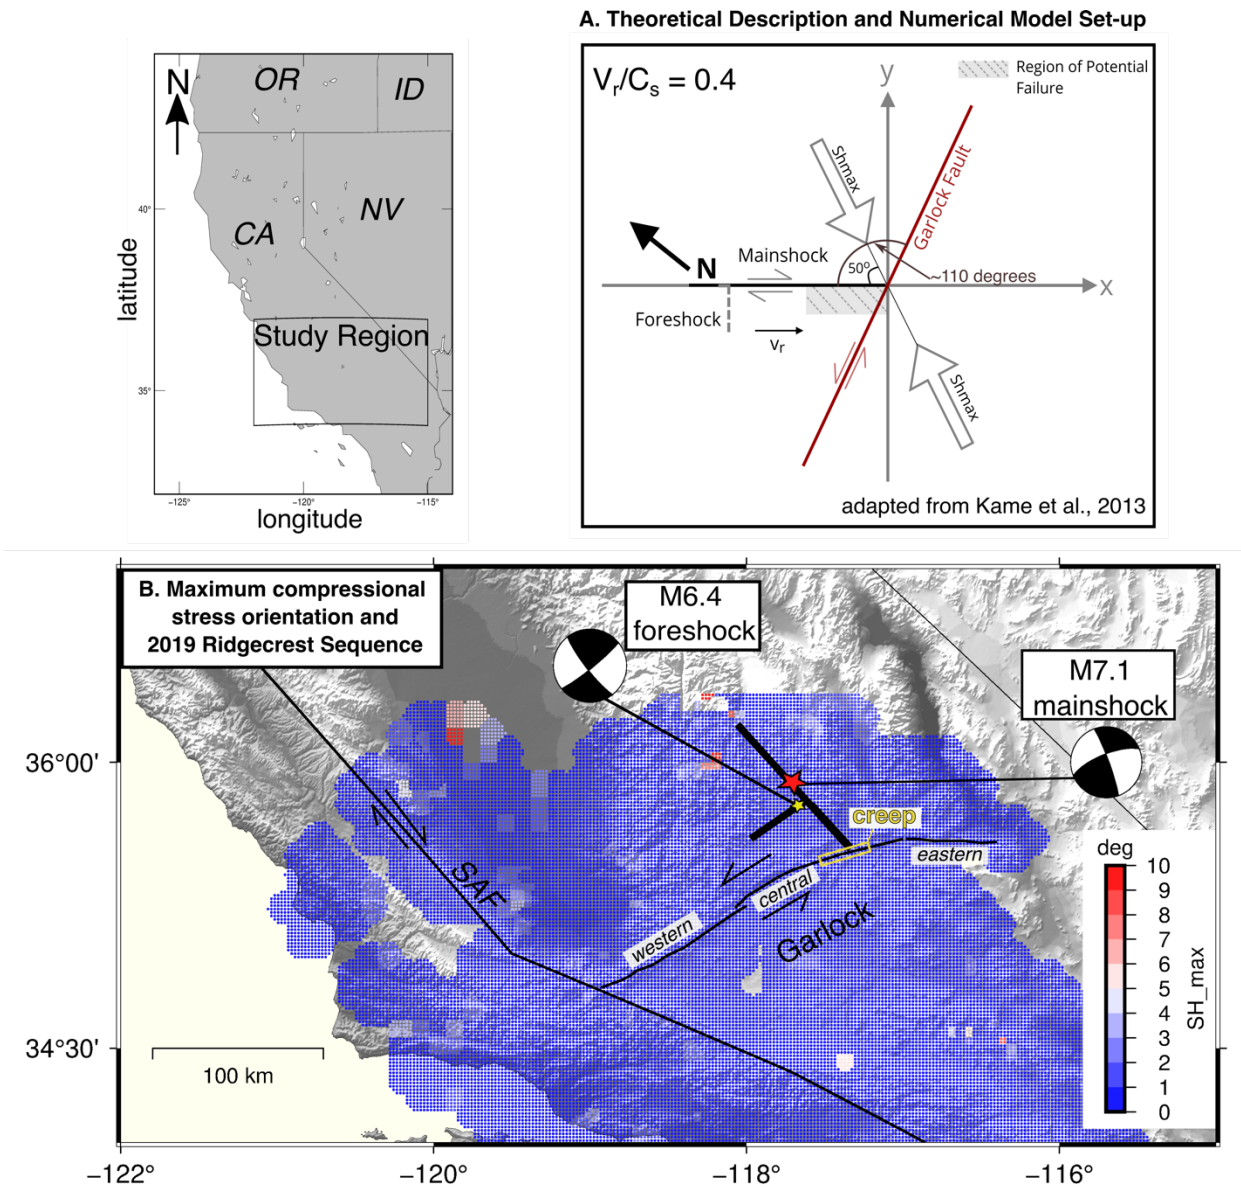 A. Theoretical Description and Numerical Model Set-up
N
OR
ID
40°
NV
CA
latitude
Study Region
35°
−125°
−120°
−115°
longitude
Vr/Cs = 0.4
y
Region of Potential
Failure
Shmax
Garlock Fault
N
Mainshock
50o
~110 degrees
x
Foreshock
vr
Shmax
adapted from Kame et al., 2013
B. Maximum compressional
stress orientation and
2019 Ridgecrest Sequence
M6.4
foreshock
M7.1
mainshock
36°00'
creep
eastern
SAF
central
western
Garlock
deg
10
9
8
7
6
5
4
3
2
1
0
SH_max
34°30'
100 km
−122°
−120°
−118°
−116°